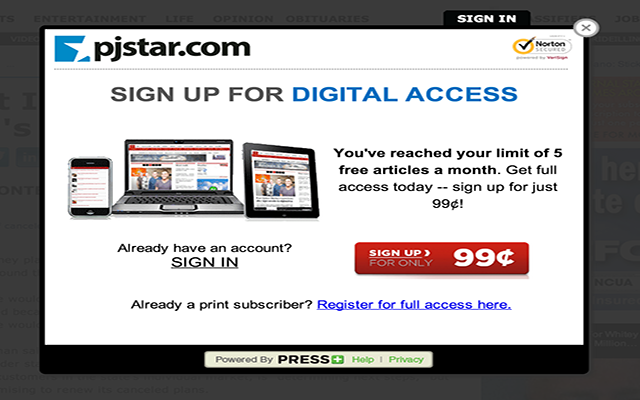 ENTERTAINMENT LIFE OPINION OBITUARIES
SIGN IN
pjstar.com
Norton
SECURED
powered by VeriSign
SIGN UP FOR DIGITAL ACCESS
You've reached your limit of 5
free articles a month. Get full
access today -- sign up for just
99¢!
Already have an account?
SIGN IN
SIGN UP ›
FOR ONLY
99¢
Already a print subscriber? Register for full access here.
Powered By PRESS+ Help | Privacy